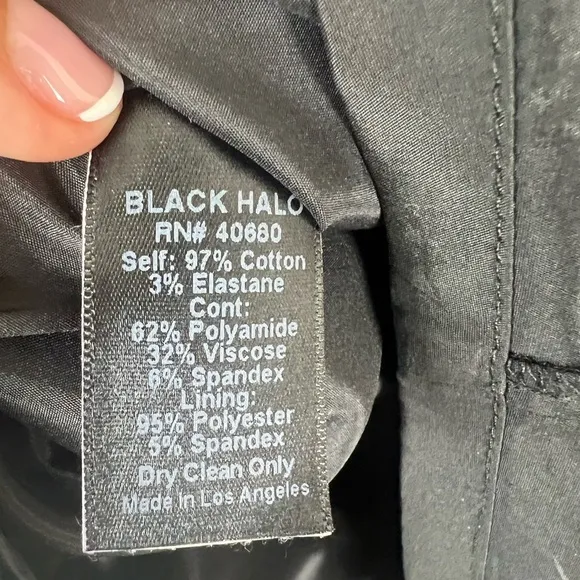 BLACK HALO
RN# 40680
Self: 97% Cotton
3% Elastane
Cont:
62% Polyamide
32% Viscose
6% Spandex
Lining:
95% Polyester
5% Spandex
Dry Clean Only
Made In Los Angeles